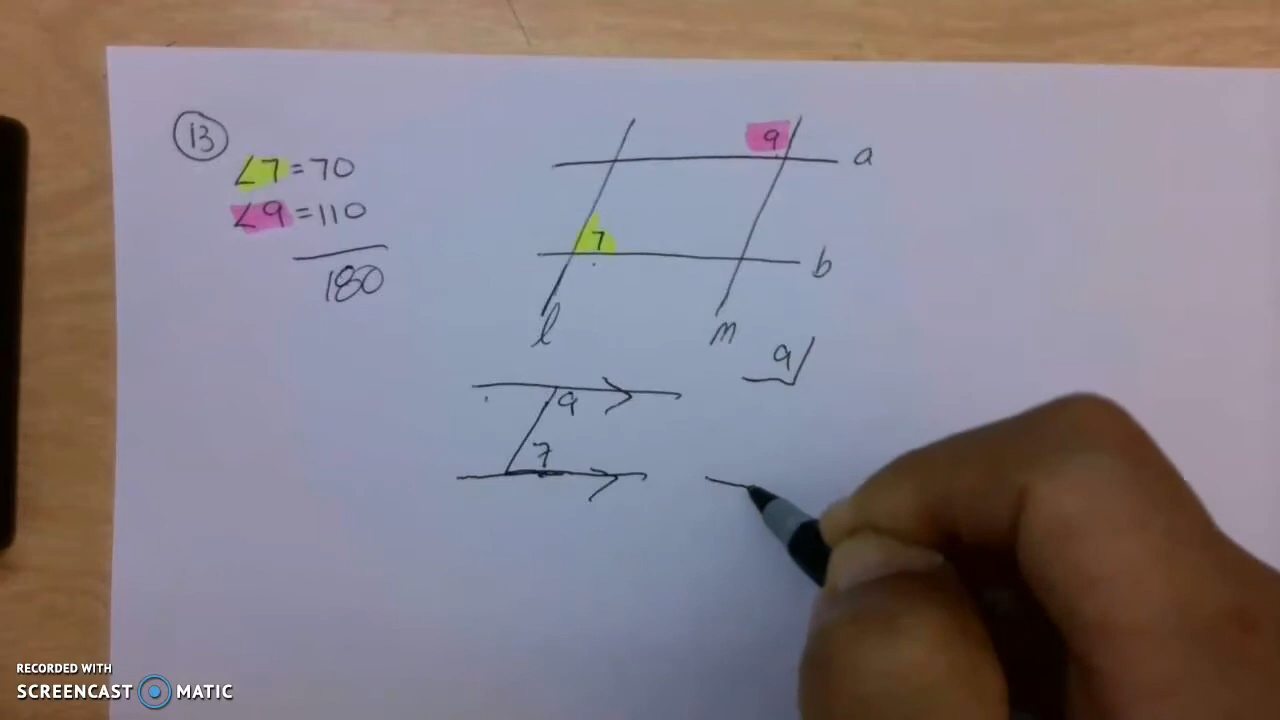 13
∠7=70
∠9=110
180
9
a
7
b
l
m
9
9
7
RECORDED WITH
SCREENCAST MATIC